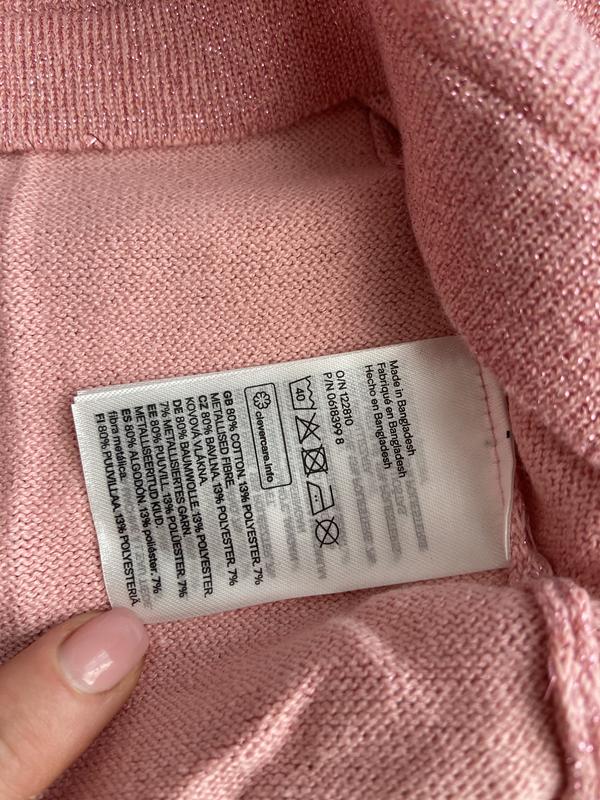 Made in Bangladesh
Fabriqué en Bangladesh
Hecho en Bangladesh
O/N 122810
P/N 0618399 8
40
clevercare.info
GB 80% COTTON. 13% POLYESTER. 7%
METALLISED FIBRE.
CZ 80% BAVLNA. 13% POLYESTER. 7%
KOVOVÁ VLÁKNA.
DE 80% BAUMWOLLE. 13% POLYESTER
7% METALLISIERTES GARN.
EE 80% PUUVILL. 13% POLÜESTER. 7%
METALLISEERITUD KIUD.
ES 80% ALGODÓN. 13% poliéster. 7%
fibra metálica.
FI 80% PUUVILLAA. 13% POLYESTERIÄ.